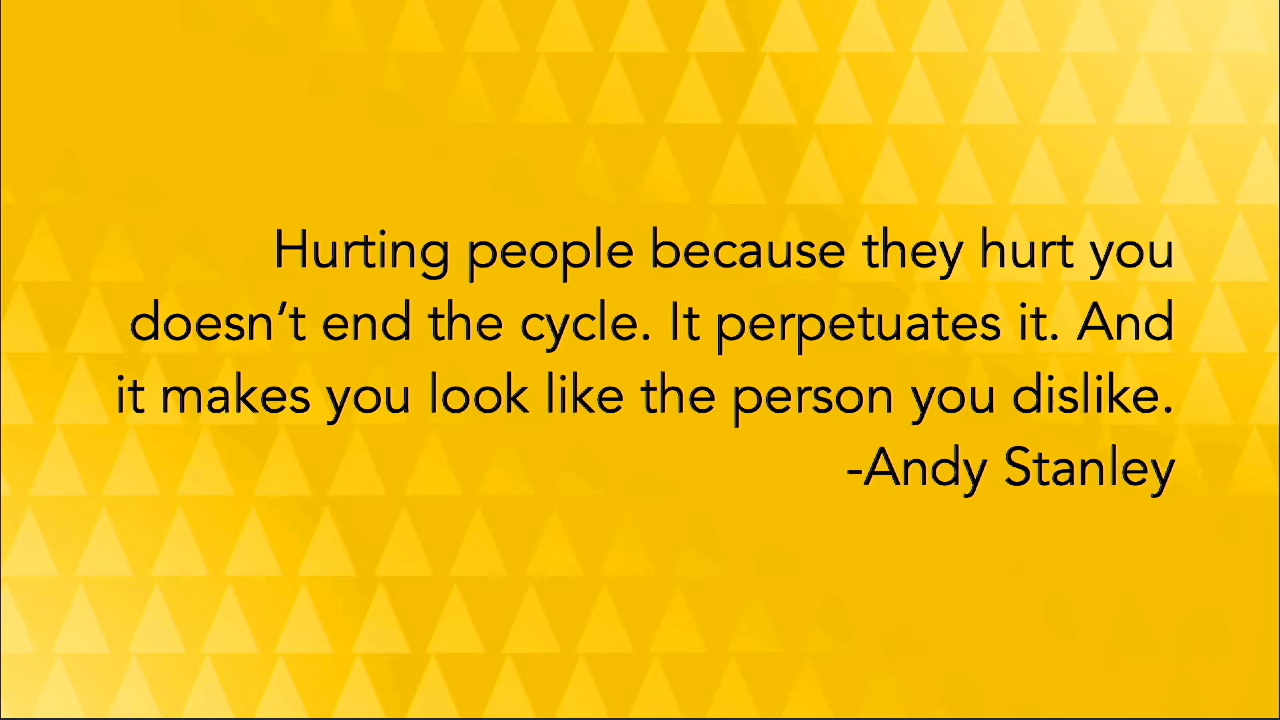 Hurting people because they hurt you
doesn’t end the cycle. It perpetuates it. And
it makes you look like the person you dislike.
-Andy Stanley